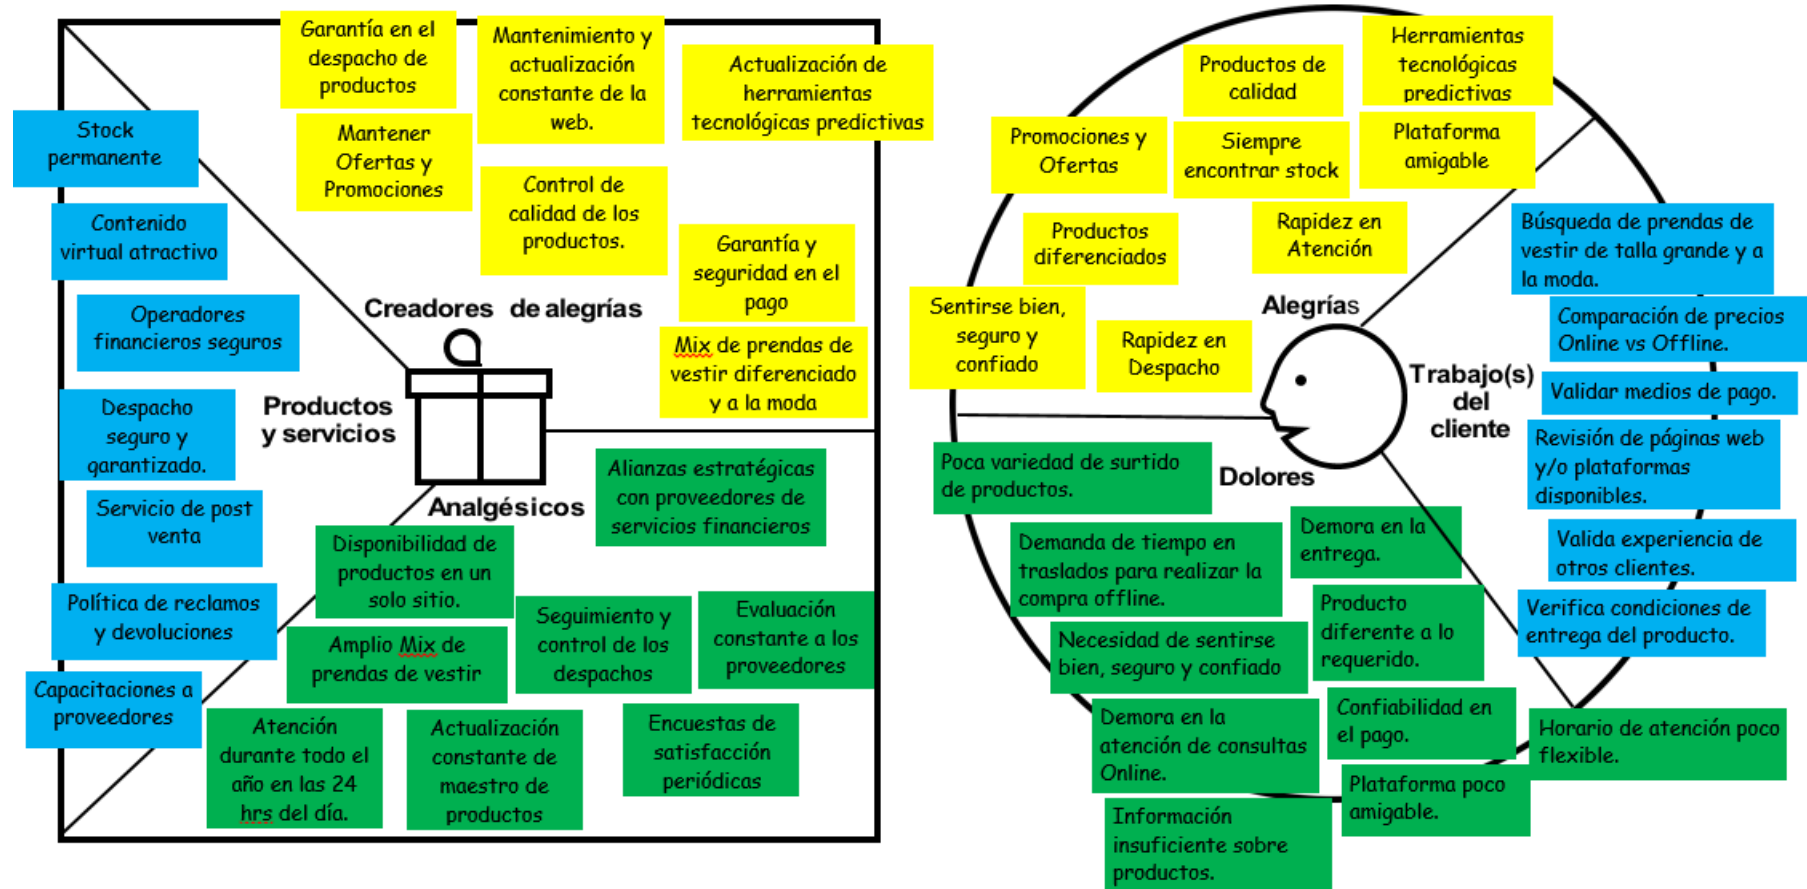 Garantía en el
despacho de
productos
Mantenimiento y
actualización
constante de la
web.
Actualización de
herramientas
tecnológicas predictivas
Mantener
Ofertas y
Promociones
Control de
calidad de los
productos.
Garantía y
seguridad en el
pago
Mix de prendas de
vestir diferenciado
y a la moda
Creadores de alegrías
Stock
permanente
Contenido
virtual atractivo
Operadores
financieros seguros
Despacho
seguro y
garantizado.
Servicio de post
venta
Política de reclamos
y devoluciones
Capacitaciones a
proveedores
Productos
y servicios
Analgésicos
Alianzas estratégicas
con proveedores de
servicios financieros
Disponibilidad de
productos en un
solo sitio.
Seguimiento y
control de los
despachos
Evaluación
constante a los
proveedores
Amplio Mix de
prendas de vestir
Atención
durante todo el
año en las 24
hrs del día.
Actualización
constante de
maestro de
productos
Encuestas de
satisfacción
periódicas
Herramientas
tecnológicas
predictivas
Productos de
calidad
Promociones y
Ofertas
Siempre
encontrar stock
Plataforma
amigable
Productos
diferenciados
Rapidez en
Atención
Sentirse bien,
seguro y
confiado
Rapidez en
Despacho
Alegrías
Búsqueda de prendas de
vestir de talla grande y a
la moda.
Comparación de precios
Online vs Offline.
Validar medios de pago.
Revisión de páginas web
y/o plataformas
disponibles.
Valida experiencia de
otros clientes.
Verifica condiciones de
entrega del producto.
Trabajo(s)
del
cliente
Dolores
Poca variedad de surtido
de productos.
Demanda de tiempo en
traslados para realizar la
compra offline.
Demora en la
entrega.
Producto
diferente a lo
requerido.
Necesidad de sentirse
bien, seguro y confiado
Demora en la
atención de consultas
Online.
Confiabilidad en
el pago.
Horario de atención poco
flexible.
Plataforma poco
amigable.
Información
insuficiente sobre
productos.